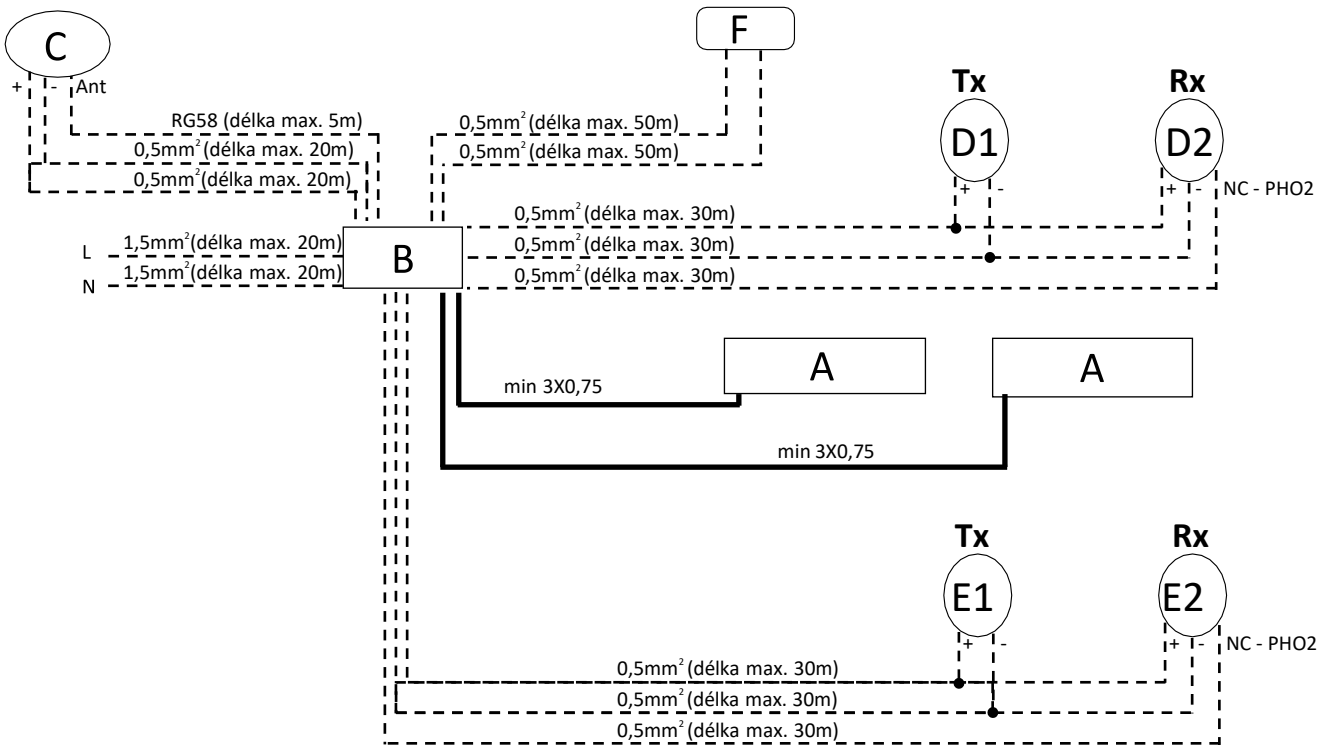 C
F
+
-
Ant
Tx
Rx
RG58 (délka max. 5m)
0,5mm² (délka max. 50m)
D1
D2
0,5mm² (délka max. 20m)
0,5mm² (délka max. 50m)
0,5mm² (délka max. 20m)
+
-
+
-
NC - PHO2
0,5mm² (délka max. 30m)
L
1,5mm² (délka max. 20m)
B
0,5mm² (délka max. 30m)
N
1,5mm² (délka max. 20m)
0,5mm² (délka max. 30m)
A
A
min 3X0,75
min 3X0,75
Tx
Rx
E1
E2
+
-
+
-
NC - PHO2
0,5mm² (délka max. 30m)
0,5mm² (délka max. 30m)
0,5mm² (délka max. 30m)